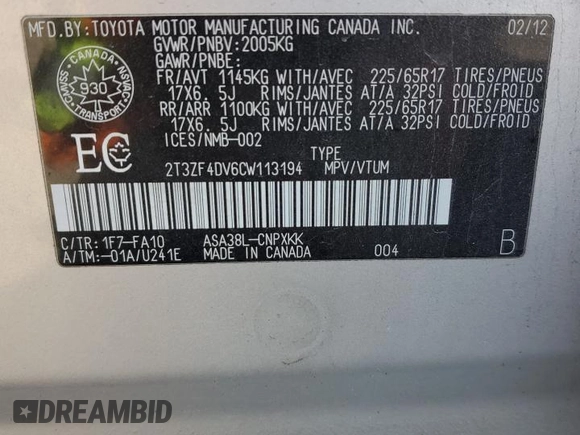 MFD.BY: TOYOTA MOTOR MANUFACTURING CANADA INC. 02/12
GVWR/PNBV: 2005KG
GAWR/PNBE:
FR/AVT 1145KG WITH/AVEC 225/65R17 TIRES/PNEUS
17X6.5J RIMS/JANTES AT/A 32PSI COLD/FROID
RR/ARR 1100KG WITH/AVEC 225/65R17 TIRES/PNEUS
17X6.5J RIMS/JANTES AT/A 32PSI COLD/FROID
ICES/NMB-002
CANADA
CMVSS
NSVAC
930
TRANSPORT
EC
TYPE
2T3ZF4DV6CW113194 MPV/VTUM
C/TR: 1F7-FA10 ASA38L-CNPXKK
A/TM:-01A/U241E MADE IN CANADA 004 B
DREAMBID